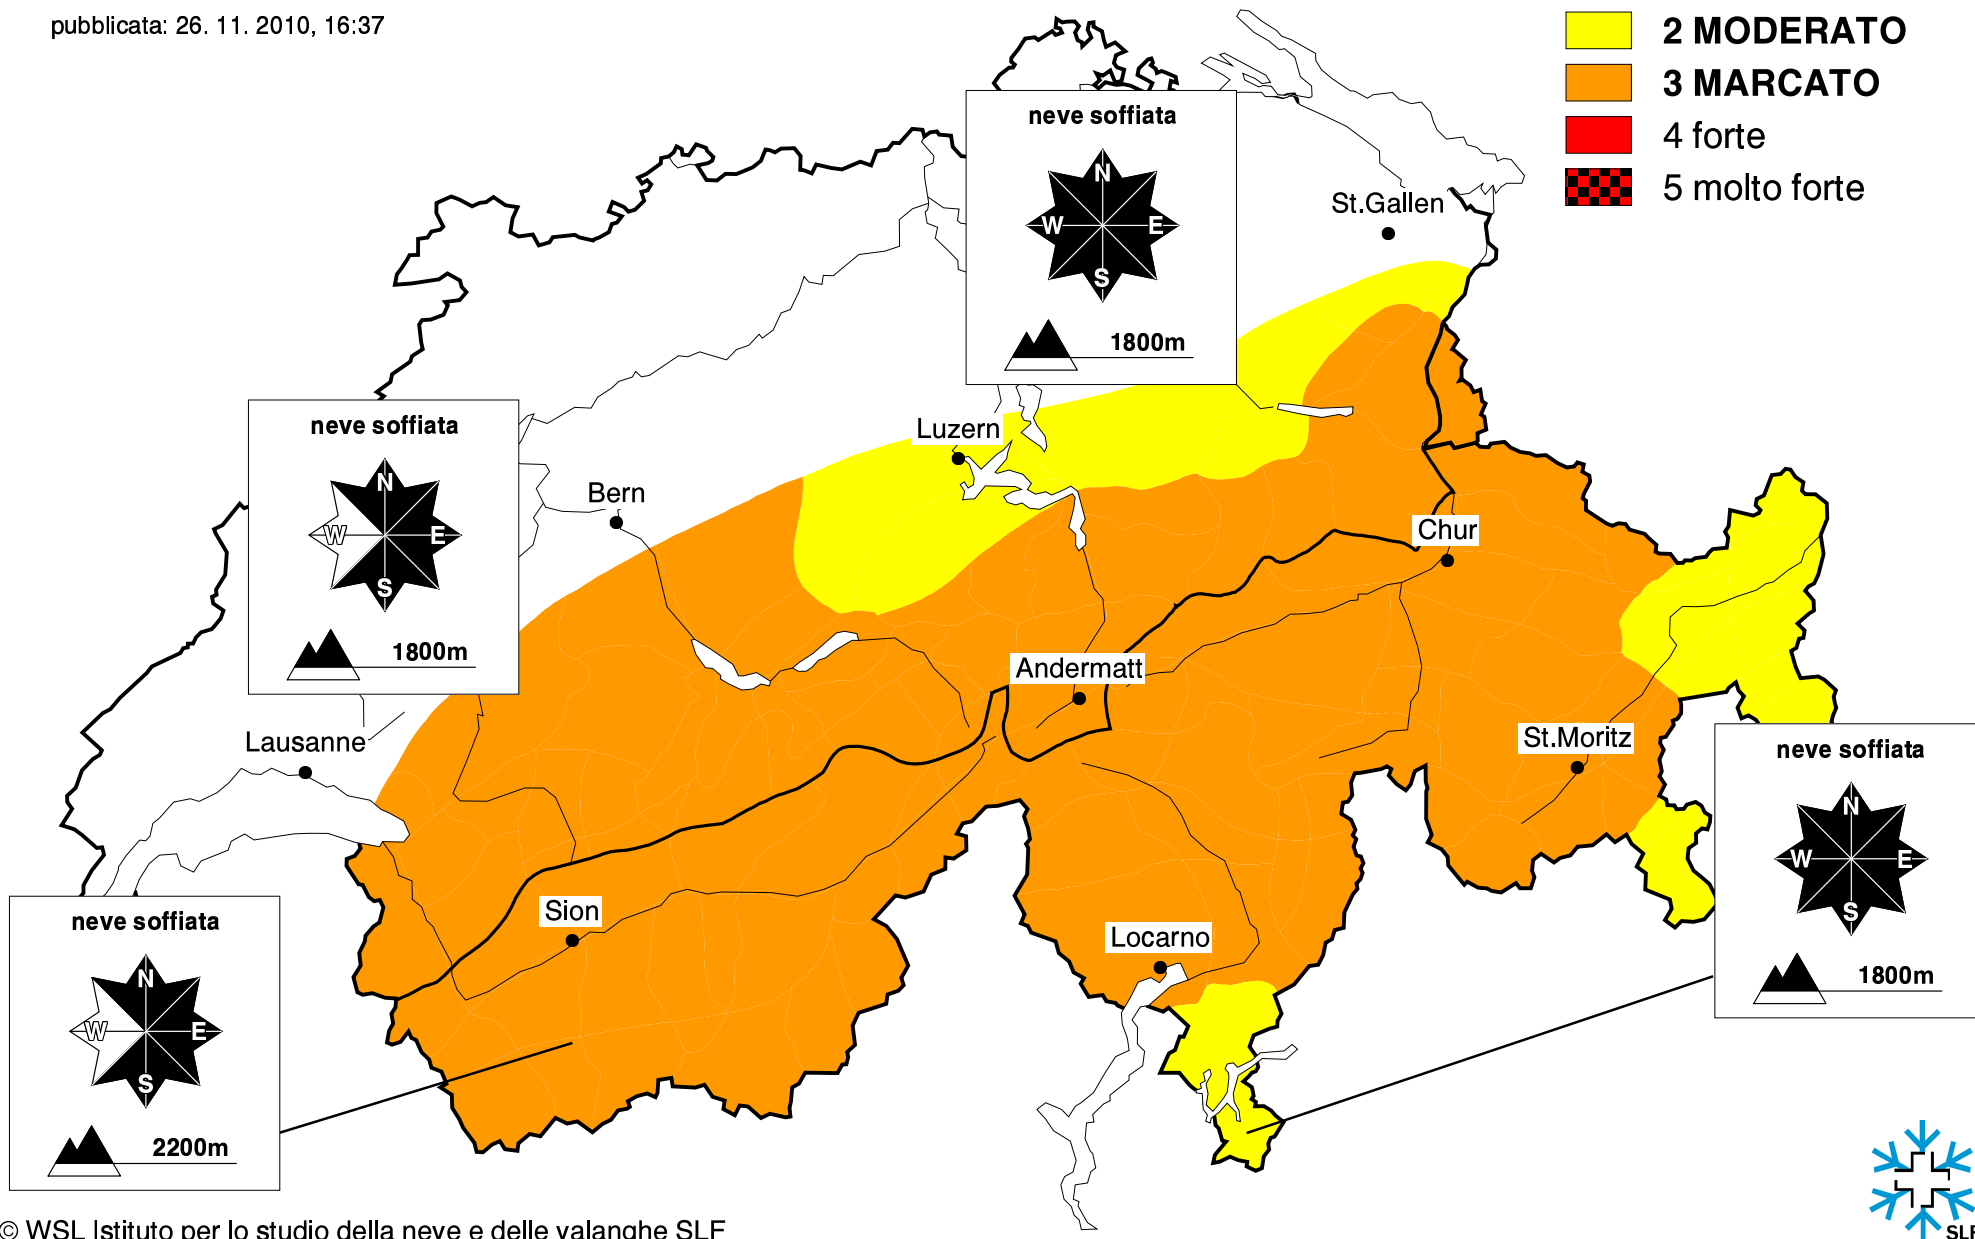 pubblicata: 26. 11. 2010, 16:37
2 MODERATO
3 MARCATO
4 forte
5 molto forte
neve soffiata
N
W E
S
1800m
St.Gallen
neve soffiata
N
W E
S
1800m
Luzern
Bern
Chur
Andermatt
Lausanne
St.Moritz
neve soffiata
N
W E
S
1800m
Sion
Locarno
neve soffiata
N
W E
S
2200m
© WSL Istituto per lo studio della neve e delle valanghe SLF
SLF